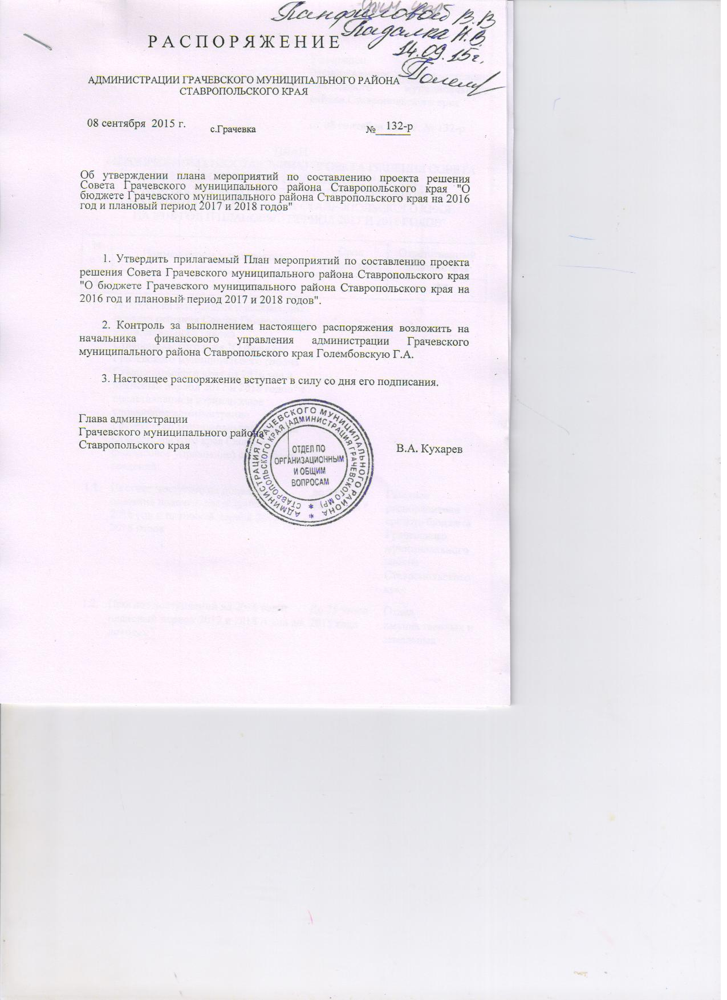 Панфиловой В.В
Падалка Н.В.
14.09.15г.
РАСПОРЯЖЕНИЕ
АДМИНИСТРАЦИИ ГРАЧЕВСКОГО МУНИЦИПАЛЬНОГО РАЙОНА
СТАВРОПОЛЬСКОГО КРАЯ
08 сентября 2015 г.
с.Грачевка
№ 132-р
Об утверждении плана мероприятий по составлению проекта решения
Совета Грачевского муниципального района Ставропольского края "О
бюджете Грачевского муниципального района Ставропольского края на 2016
год и плановый период 2017 и 2018 годов"
1. Утвердить прилагаемый План мероприятий по составлению проекта
решения Совета Грачевского муниципального района Ставропольского края
"О бюджете Грачевского муниципального района Ставропольского края на
2016 год и плановый период 2017 и 2018 годов".
2. Контроль за выполнением настоящего распоряжения возложить на
начальника финансового управления администрации Грачевского
муниципального района Ставропольского края Голембовскую Г.А.
3. Настоящее распоряжение вступает в силу со дня его подписания.
Глава администрации
Грачевского муниципального района
Ставропольского края
В.А. Кухарев
АДМИНИСТРАЦИЯ ГРАЧЕВСКОГО МУНИЦИПАЛЬНОГО РАЙОНА
СТАВРОПОЛЬСКОГО КРАЯ (АДМИНИСТРАЦИЯ ГРАЧЕВСКОГО МР)
ОТДЕЛ ПО
ОРГАНИЗАЦИОННЫМ
И ОБЩИМ
ВОПРОСАМ